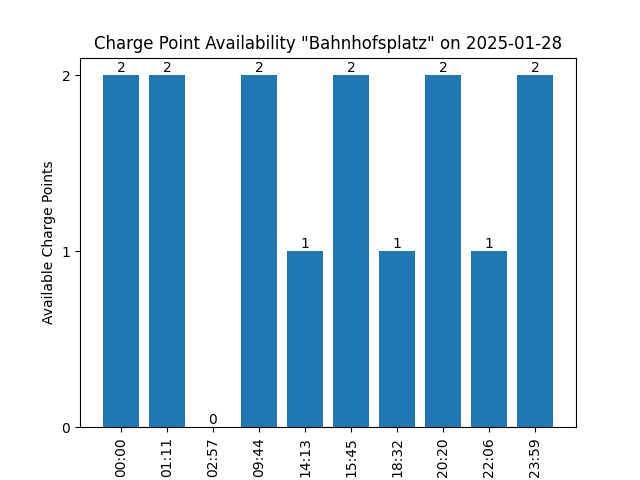 Charge Point Availability "Bahnhofsplatz" on 2025-01-28
2 2 0 2 1 2 1 2 1 2
Available Charge Points
2
1
0
00:00 01:11 02:57 09:44 14:13 15:45 18:32 20:20 22:06 23:59